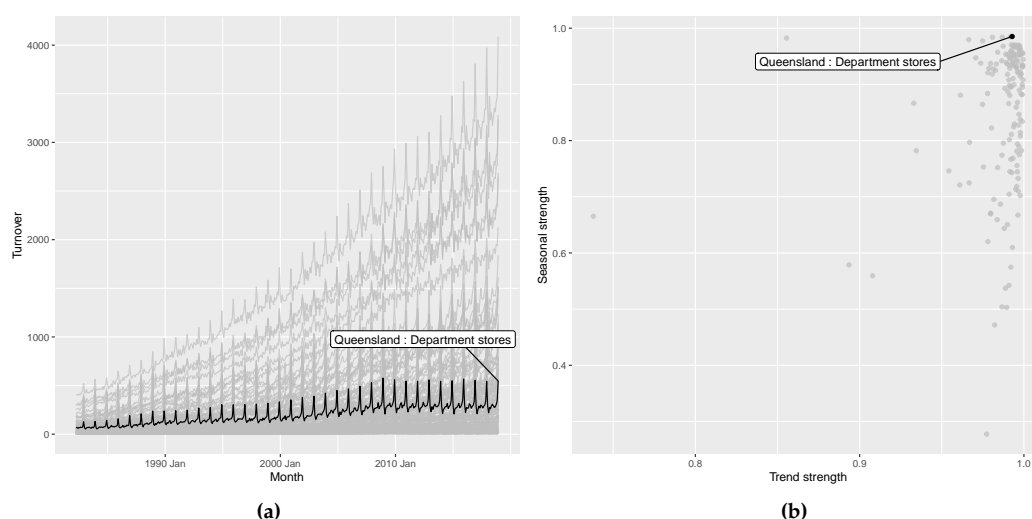 4000
3000
2000
1000
0
Turnover
Queensland : Department stores
1990 Jan
2000 Jan
2010 Jan
Month
(a)
1.0
0.8
0.6
0.4
Seasonal strength
Queensland : Department stores
0.8
0.9
1.0
Trend strength
(b)